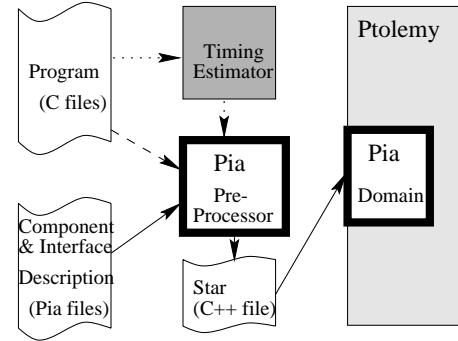 Program
(C files)
Timing
Estimator
Ptolemy
Pia
Pre-
Processor
Pia
Domain
Component
& Interface
Description
(Pia files)
Star
(C++ file)